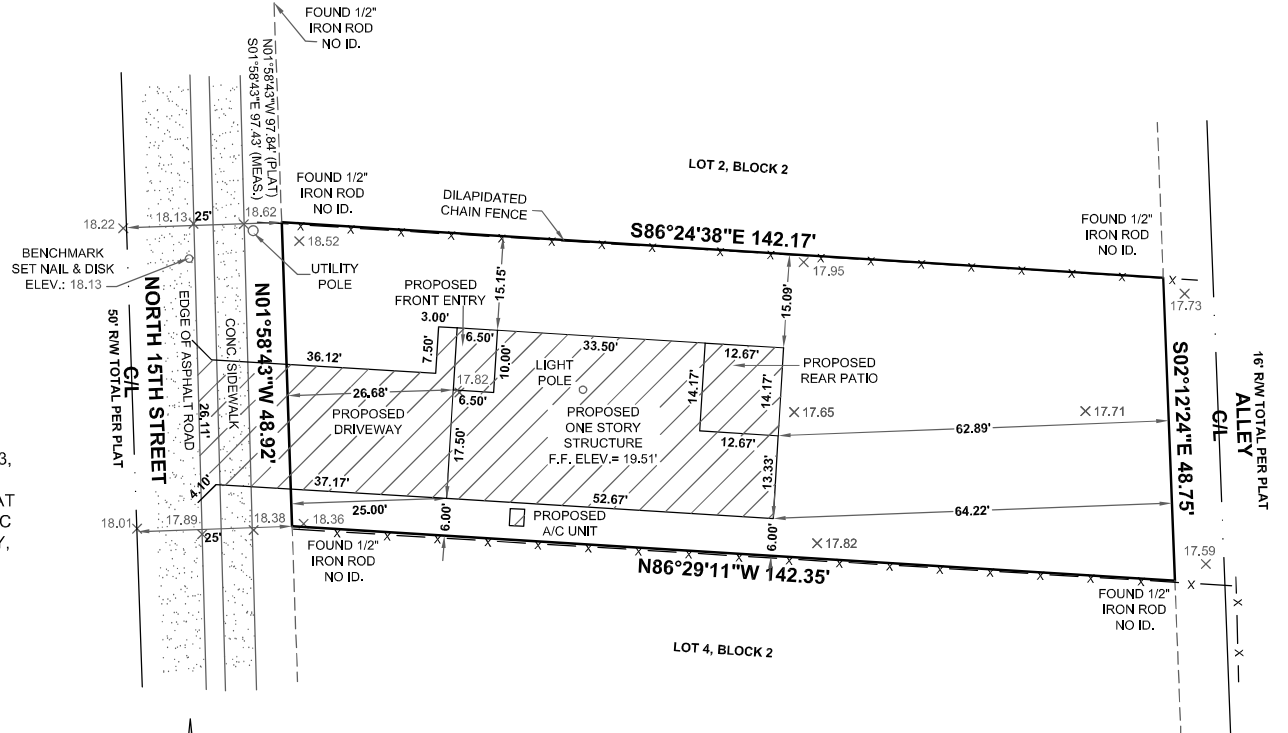 FOUND 1/2"
IRON ROD
NO ID.
N01°58'43"W 97.84' (PLAT)
S01°58'43"E 97.43' (MEAS.)
LOT 2, BLOCK 2
FOUND 1/2"
IRON ROD
NO ID.
DILAPIDATED
CHAIN FENCE
FOUND 1/2"
IRON ROD
NO ID.
18.22
18.13
25'
18.62
18.52
S86°24'38"E 142.17'
17.95
17.73
BENCHMARK
SET NAIL & DISK
ELEV.: 18.13
UTILITY
POLE
PROPOSED
FRONT ENTRY
15.15'
15.09'
3.00'
6.50'
33.50'
12.67'
PROPOSED
REAR PATIO
NORTH 15TH STREET
C/L
50' R/W TOTAL PER PLAT
EDGE OF ASPHALT ROAD
CONC. SIDEWALK
N01°58'43"W 48.92'
36.12'
7.50'
10.00'
LIGHT
POLE
14.17'
14.17'
26.68'
17.82
6.50'
PROPOSED
DRIVEWAY
PROPOSED
ONE STORY
STRUCTURE
F.F. ELEV.= 19.51'
17.65
17.71
12.67'
62.89'
S02°12'24"E 48.75'
16' R/W TOTAL PER PLAT
ALLEY
C/L
26.11'
17.50'
13.33'
3,
AT
C
Y,
4.10'
37.17'
52.67'
25.00'
64.22'
18.01
17.89
25'
18.38
18.36
6.00'
PROPOSED
A/C UNIT
6.00'
17.82
17.59
FOUND 1/2"
IRON ROD
NO ID.
N86°29'11"W 142.35'
FOUND 1/2"
IRON ROD
NO ID.
LOT 4, BLOCK 2